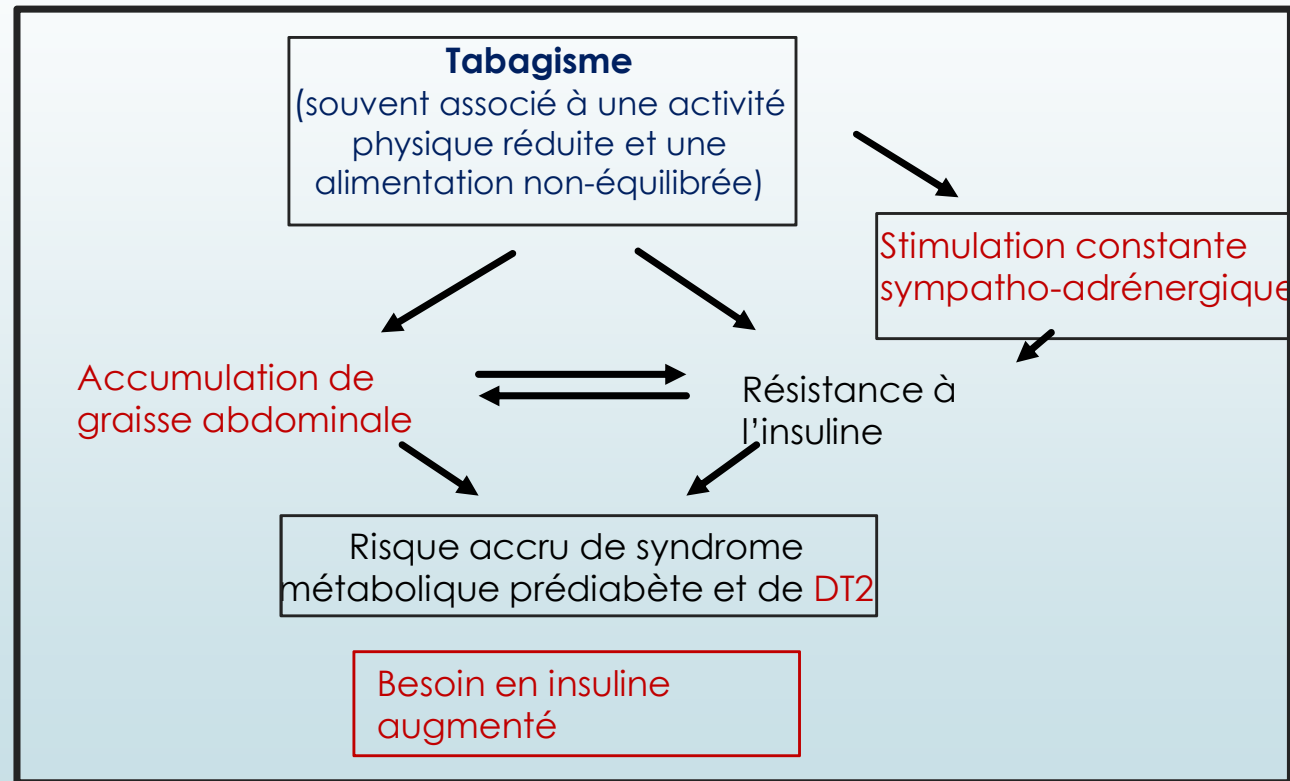 Tabagisme
(souvent associé à une activité
physique réduite et une
alimentation non-équilibrée)
Stimulation constante
sympatho-adrénergique
Accumulation de
graisse abdominale
Résistance à
l’insuline
Risque accru de syndrome
métabolique prédiabète et de DT2
Besoin en insuline
augmenté